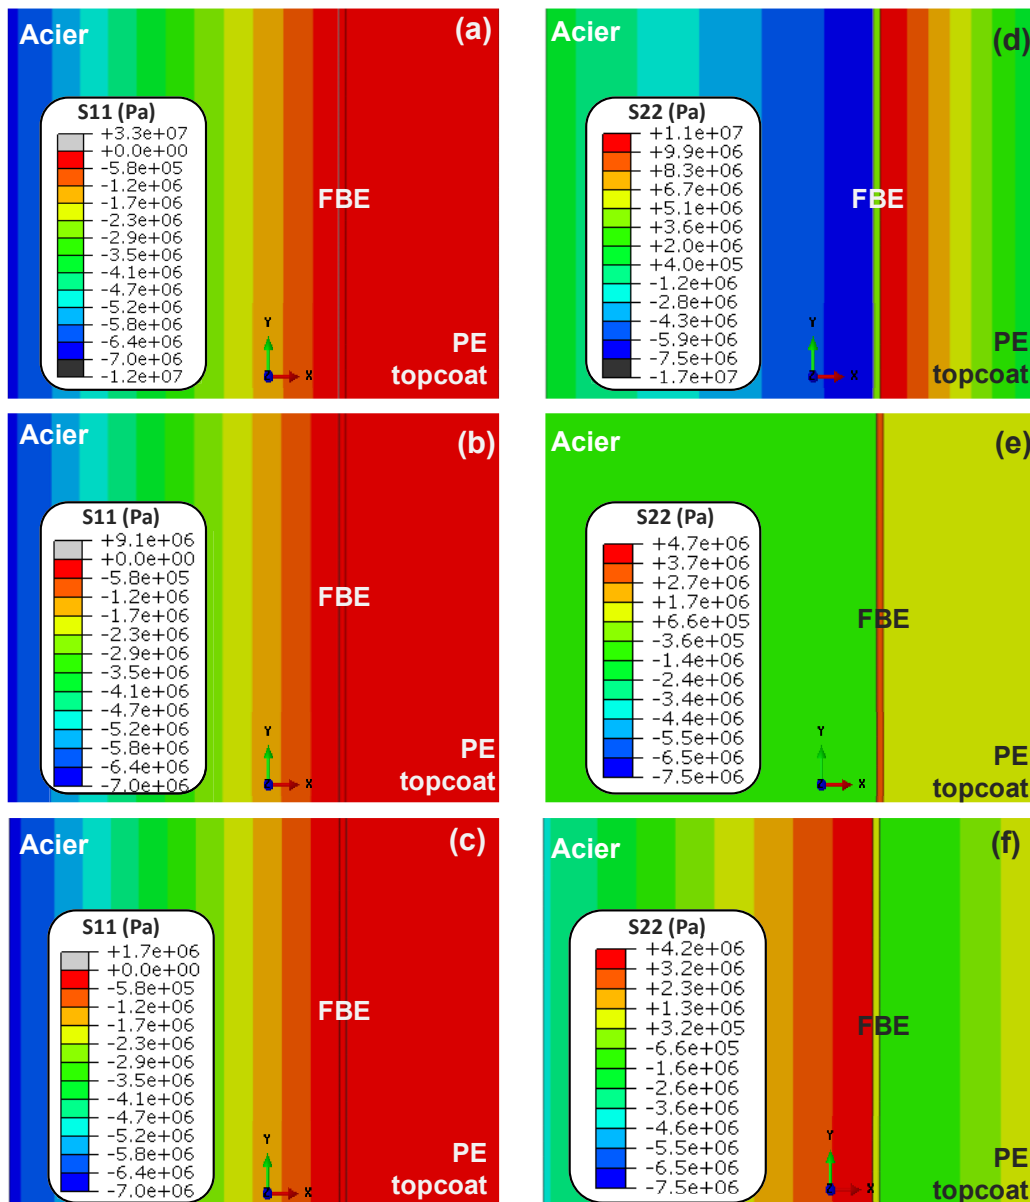 Acier
(a)
S11 (Pa)
+3.3e+07
+0.0e+00
-5.8e+05
-1.2e+06
-1.7e+06
-2.3e+06
-2.9e+06
-3.5e+06
-4.1e+06
-4.7e+06
-5.2e+06
-5.8e+06
-6.4e+06
-7.0e+06
-1.2e+07
FBE
Y
X
PE
topcoat
Acier
(d)
S22 (Pa)
+1.1e+07
+9.9e+06
+8.3e+06
+6.7e+06
+5.1e+06
+3.6e+06
+2.0e+06
+4.0e+05
-1.2e+06
-2.8e+06
-4.3e+06
-5.9e+06
-7.5e+06
-1.7e+07
FBE
Y
X
PE
topcoat
Acier
(b)
S11 (Pa)
+9.1e+06
+0.0e+00
-5.8e+05
-1.2e+06
-1.7e+06
-2.3e+06
-2.9e+06
-3.5e+06
-4.1e+06
-4.7e+06
-5.2e+06
-5.8e+06
-6.4e+06
-7.0e+06
FBE
Y
X
PE
topcoat
Acier
(e)
S22 (Pa)
+4.7e+06
+3.7e+06
+2.7e+06
+1.7e+06
+6.6e+05
-3.6e+05
-1.4e+06
-2.4e+06
-3.4e+06
-4.4e+06
-5.5e+06
-6.5e+06
-7.5e+06
FBE
Y
X
PE
topcoat
Acier
(c)
S11 (Pa)
+1.7e+06
+0.0e+00
-5.8e+05
-1.2e+06
-1.7e+06
-2.3e+06
-2.9e+06
-3.5e+06
-4.1e+06
-4.7e+06
-5.2e+06
-5.8e+06
-6.4e+06
-7.0e+06
FBE
Y
X
PE
topcoat
Acier
(f)
S22 (Pa)
+4.2e+06
+3.2e+06
+2.3e+06
+1.3e+06
+3.2e+05
-6.6e+05
-1.6e+06
-2.6e+06
-3.6e+06
-4.6e+06
-5.5e+06
-6.5e+06
-7.5e+06
FBE
Y
X
PE
topcoat